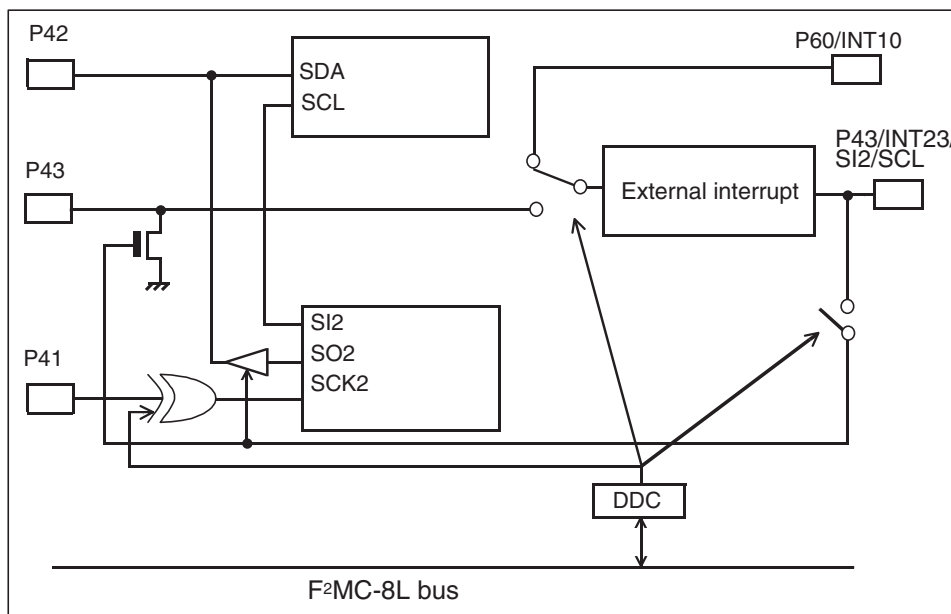 P42
P60/INT10
SDA
SCL
P43/INT23/
SI2/SCL
P43
External interrupt
SI2
SO2
SCK2
P41
DDC
F²MC-8L bus